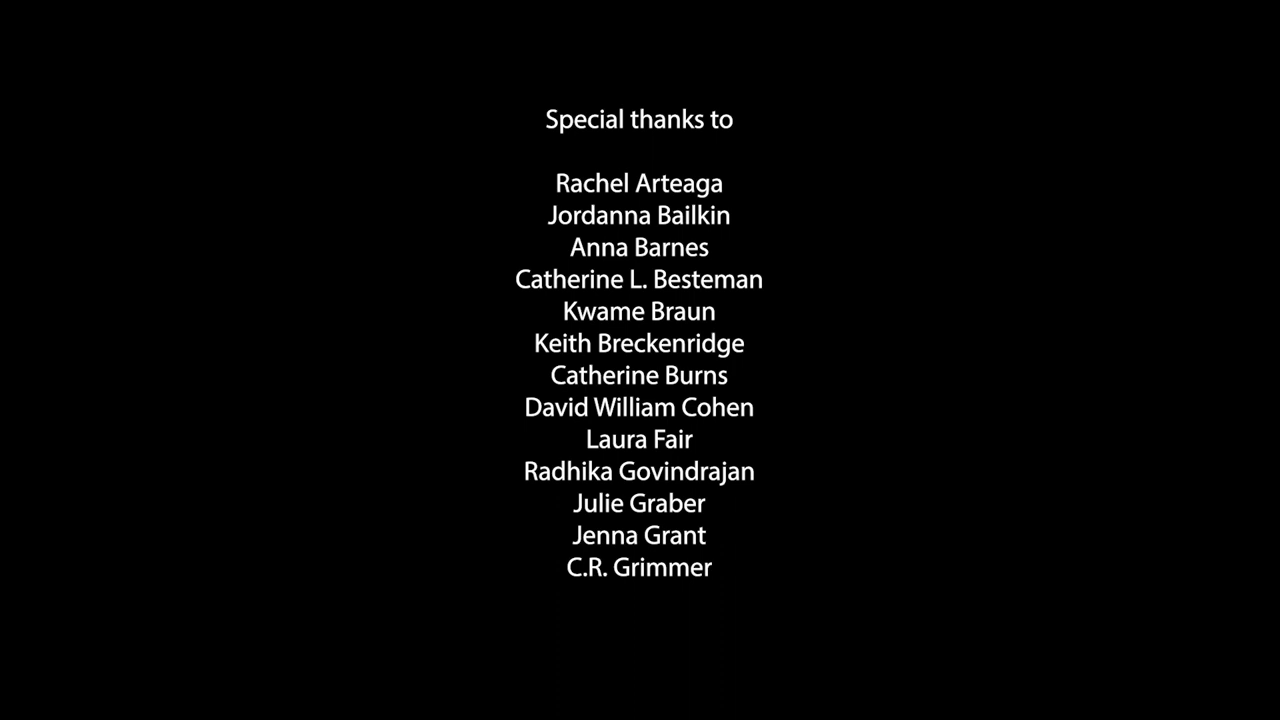 Special thanks to
Rachel Arteaga
Jordanna Bailkin
Anna Barnes
Catherine L. Besteman
Kwame Braun
Keith Breckenridge
Catherine Burns
David William Cohen
Laura Fair
Radhika Govindrajan
Julie Graber
Jenna Grant
C.R. Grimmer